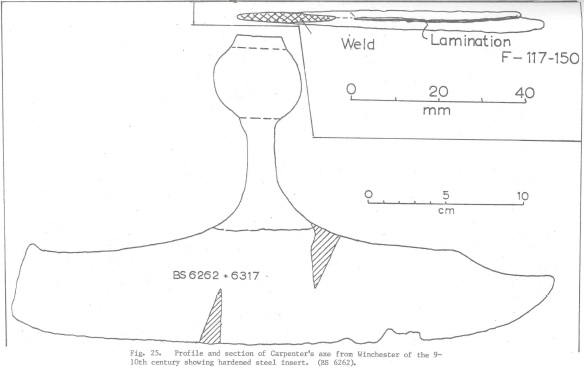 Weld
Lamination
F-117-150
0 20 40
mm
0 5 10
cm
BS 6262 + 6317
Fig. 25. Profile and section of Carpenter's axe from Winchester of the 9-
10th century showing hardened steel insert. (BS 6262).